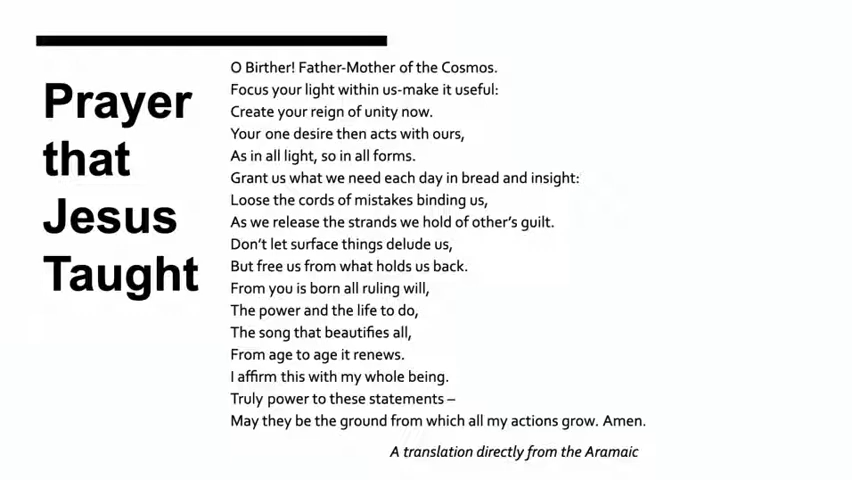 Prayer
that
Jesus
Taught
O Birther! Father-Mother of the Cosmos.
Focus your light within us-make it useful:
Create your reign of unity now.
Your one desire then acts with ours,
As in all light, so in all forms.
Grant us what we need each day in bread and insight:
Loose the cords of mistakes binding us,
As we release the strands we hold of other’s guilt.
Don’t let surface things delude us,
But free us from what holds us back.
From you is born all ruling will,
The power and the life to do,
The song that beautifies all,
From age to age it renews.
I affirm this with my whole being.
Truly power to these statements –
May they be the ground from which all my actions grow. Amen.
A translation directly from the Aramaic